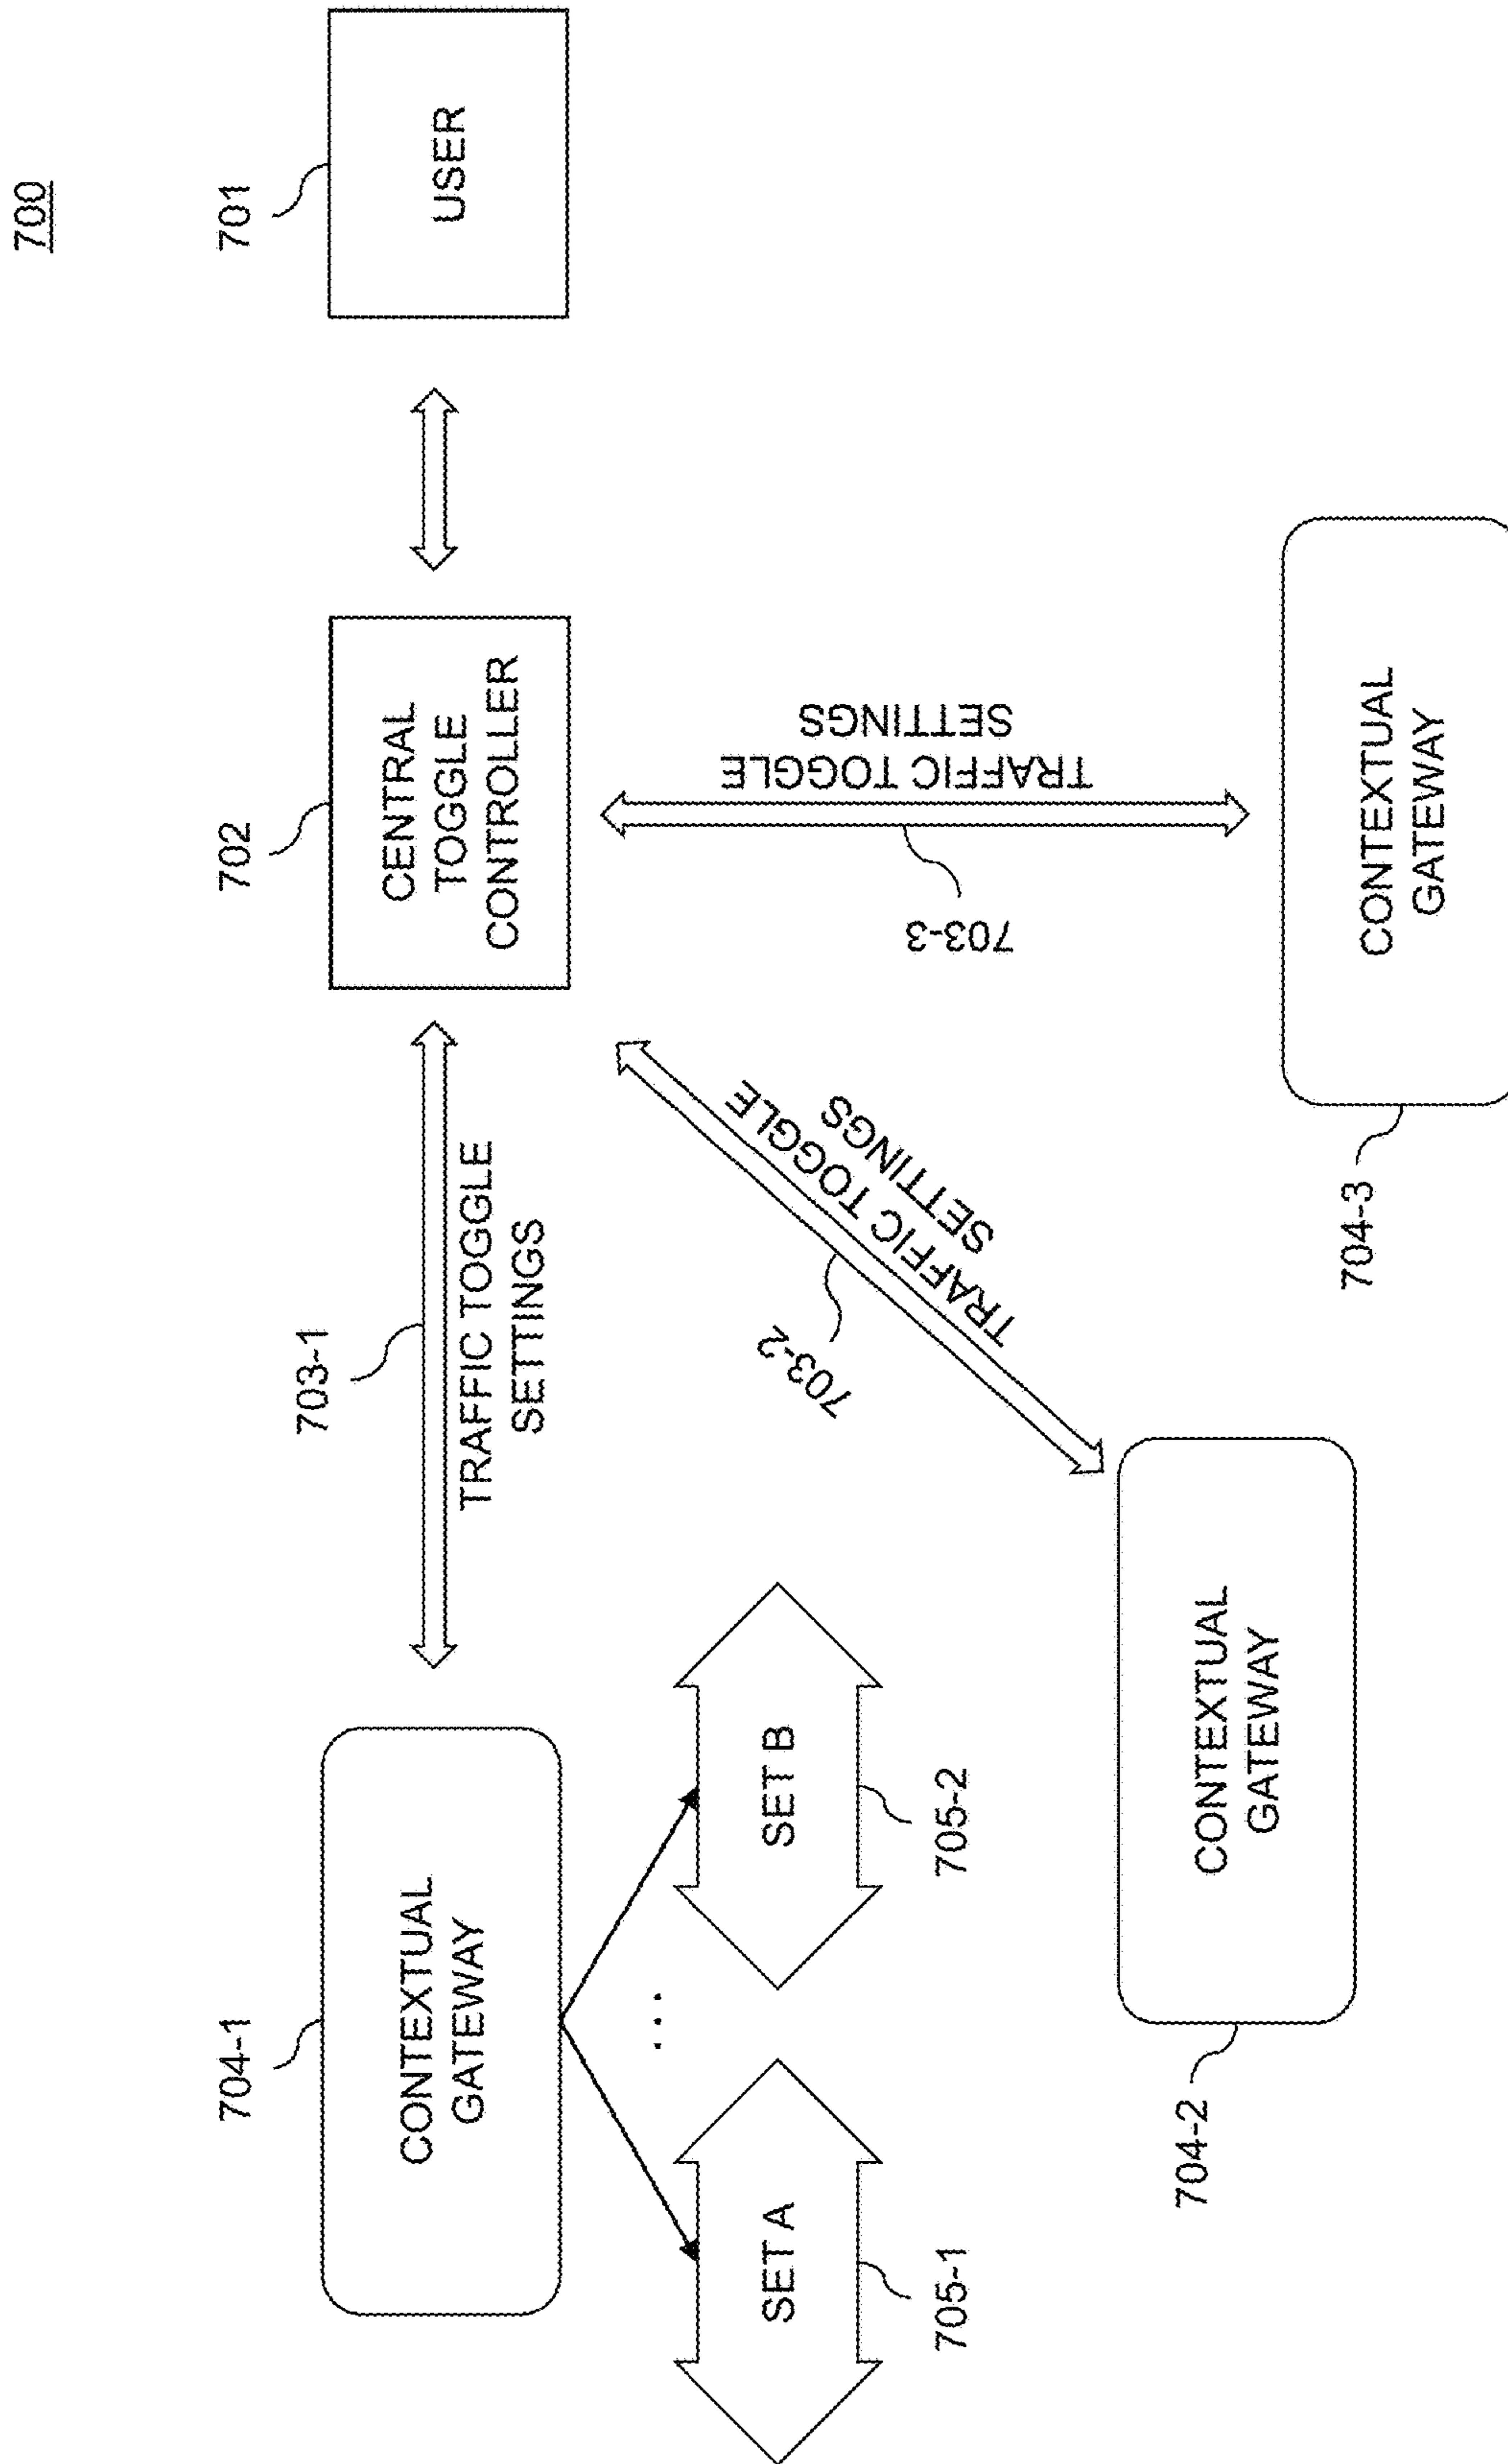 700
704-1
703-1
702
701
CONTEXTUAL
GATEWAY
TRAFFIC TOGGLE
SETTINGS
CENTRAL
TOGGLE
CONTROLLER
USER
SET A
...
SET B
705-1
705-2
703-2
TRAFFIC TOGGLE
SETTINGS
703-3
TRAFFIC TOGGLE
SETTINGS
704-2
CONTEXTUAL
GATEWAY
704-3
CONTEXTUAL
GATEWAY